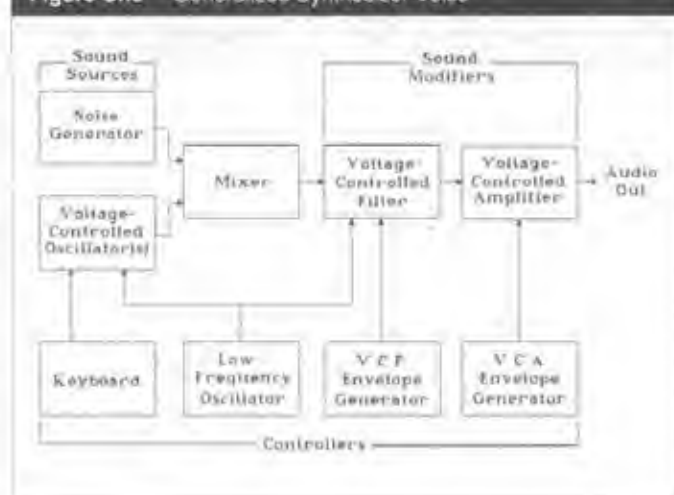 Sound
Sources
Sound
Modifiers
Noise
Generator
Mixer
Voltage-
Controlled
Filter
Voltage-
Controlled
Amplifier
Audio
Out
Voltage-
Controlled
Oscillator(s)
Keyboard
Low
Frequency
Oscillator
V C F
Envelope
Generator
V C A
Envelope
Generator
Controllers